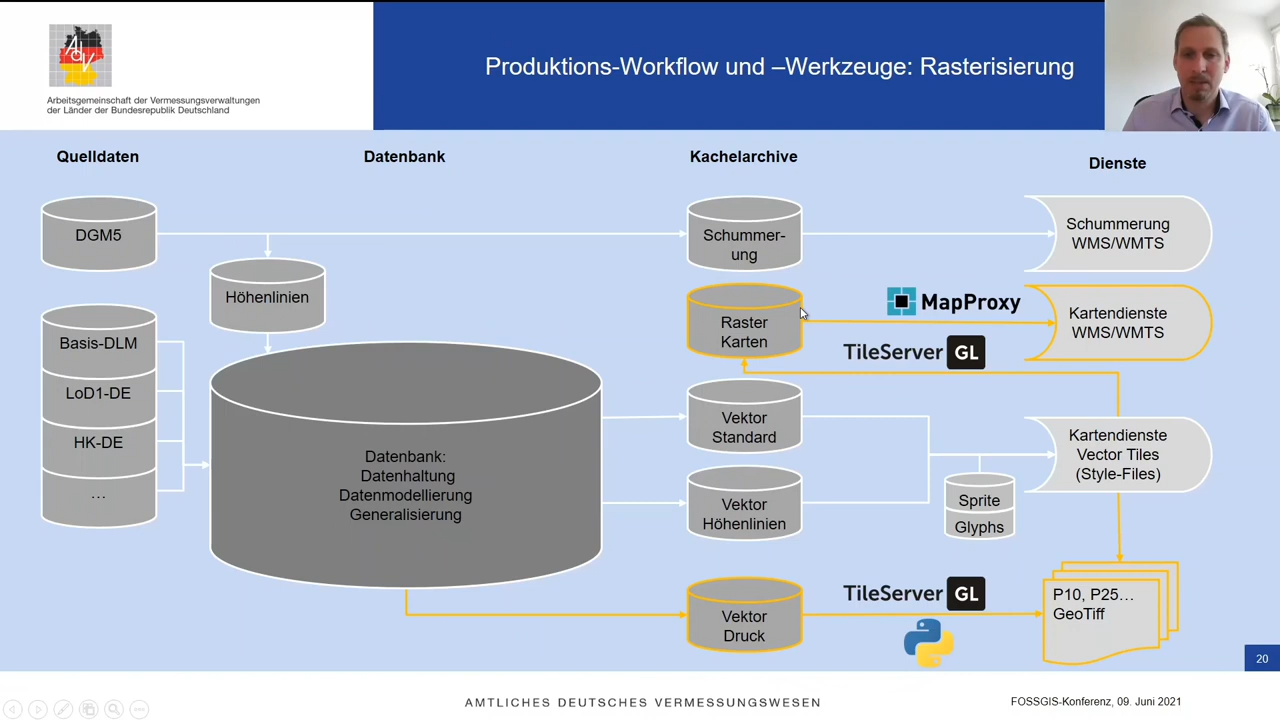 AdV
Arbeitsgemeinschaft der Vermessungsverwaltungen
der Länder der Bundesrepublik Deutschland
Produktions-Workflow und –Werkzeuge: Rasterisierung
Quelldaten
Datenbank
Kachelarchive
Dienste
DGM5
Höhenlinien
Basis-DLM
LoD1-DE
HK-DE
…
Datenbank:
Datenhaltung
Datenmodellierung
Generalisierung
Schummer-
ung
Raster
Karten
Vektor
Standard
Vektor
Höhenlinien
Vektor
Druck
MapProxy
TileServer GL
Sprite
Glyphs
TileServer GL
Schummerung
WMS/WMTS
Kartendienste
WMS/WMTS
Kartendienste
Vector Tiles
(Style-Files)
P10, P25…
GeoTiff
20
AMTLICHES DEUTSCHES VERMESSUNGSWESEN
FOSSGIS-Konferenz, 09. Juni 2021